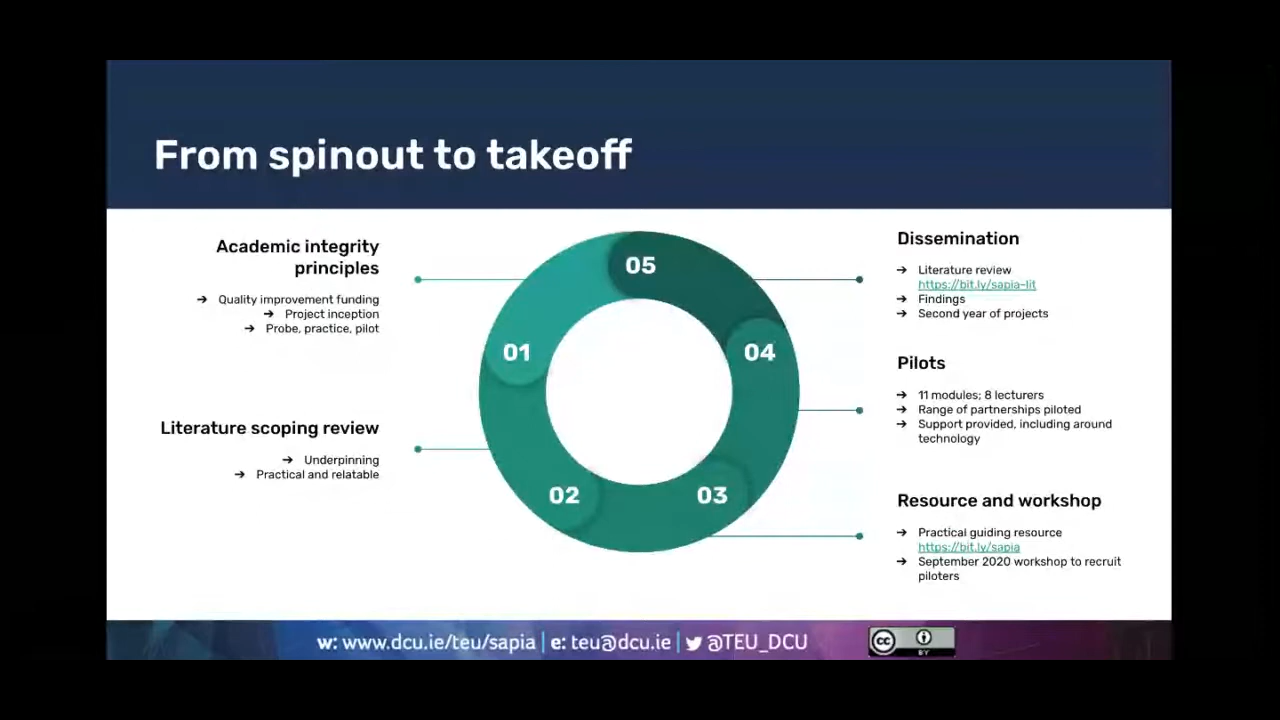 From spinout to takeoff
Academic integrity
principles
➔ Quality improvement funding
➔ Project inception
➔ Probe, practice, pilot
Literature scoping review
➔ Underpinning
➔ Practical and relatable
05
01
04
02
03
Dissemination
➔ Literature review
https://bit.ly/sapia-lit
➔ Findings
➔ Second year of projects
Pilots
➔ 11 modules; 8 lecturers
➔ Range of partnerships piloted
➔ Support provided, including around
technology
Resource and workshop
➔ Practical guiding resource
https://bit.ly/sapia
➔ September 2020 workshop to recruit
piloters
w: www.dcu.ie/teu/sapia | e: teu@dcu.ie | @TEU_DCU
cc BY